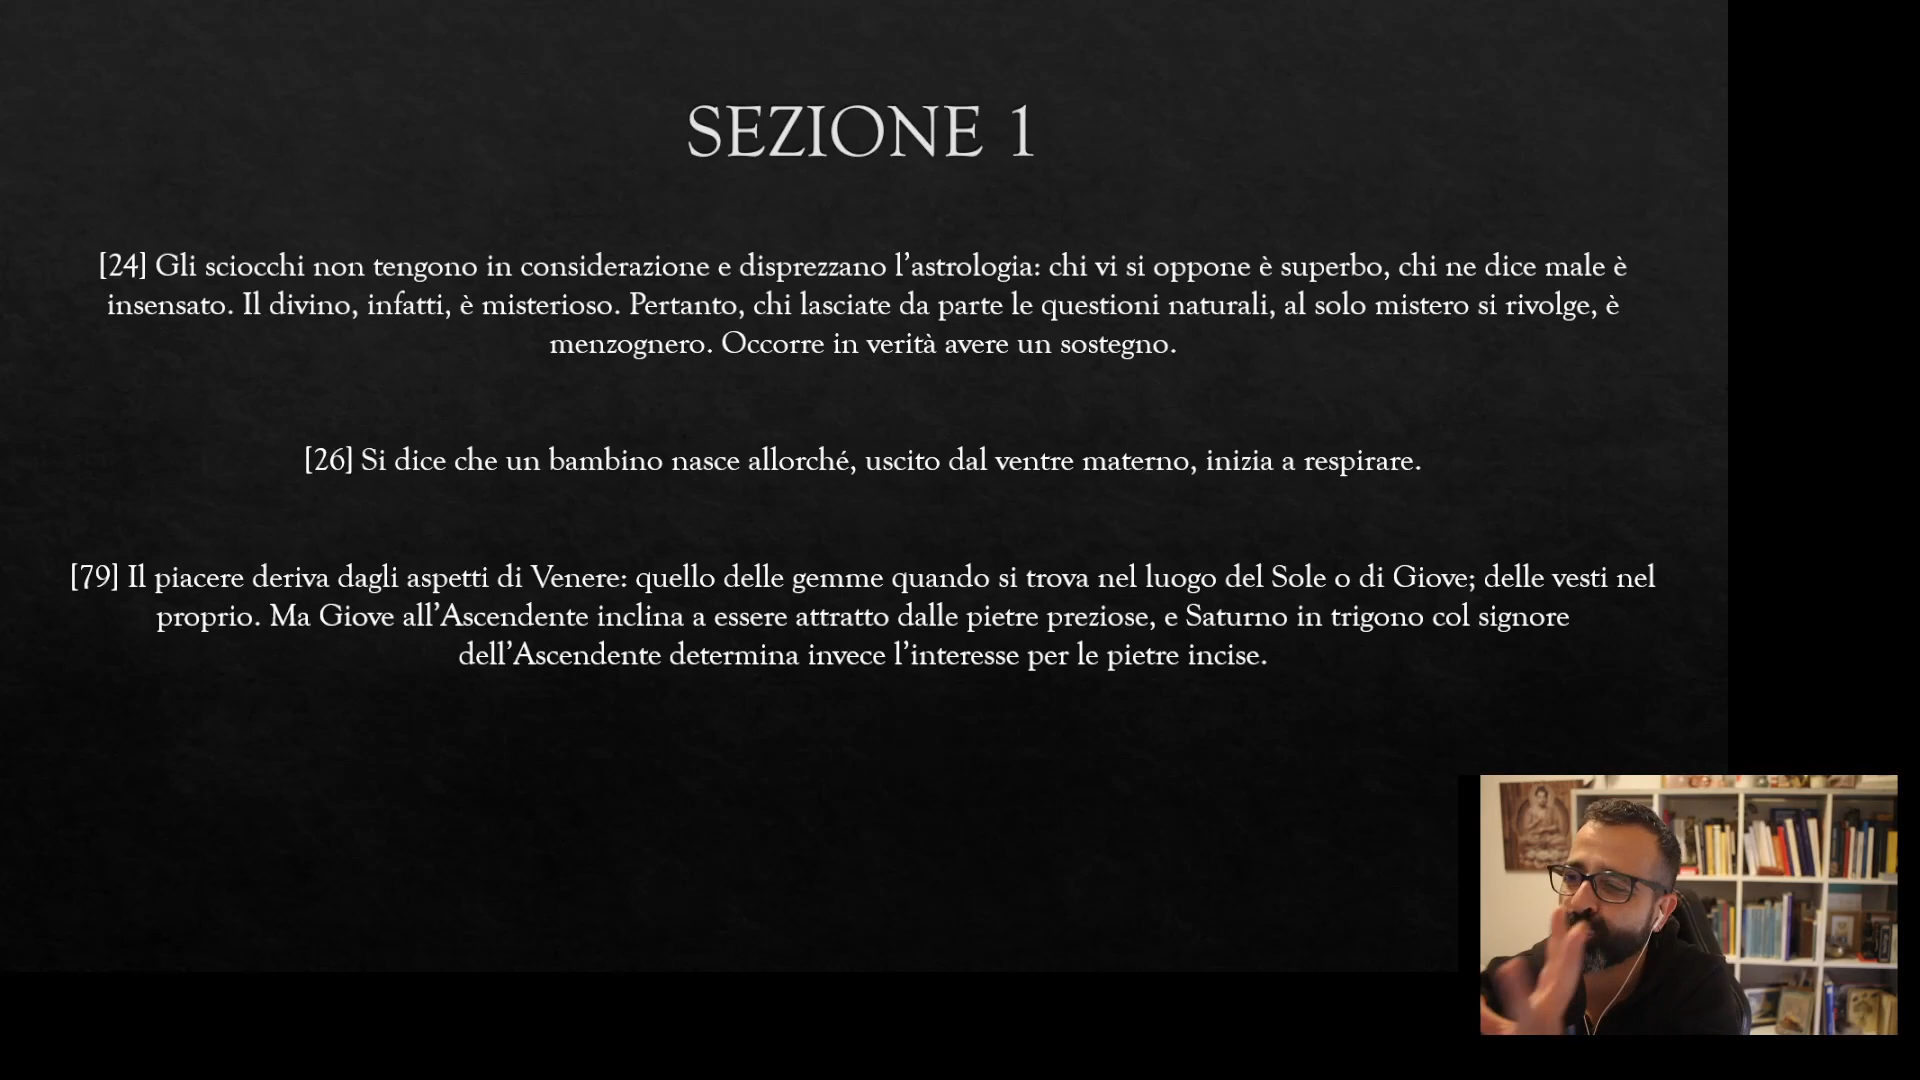 SEZIONE 1
[24] Gli sciocchi non tengono in considerazione e disprezzano l’astrologia: chi vi si oppone è superbo, chi ne dice male è
insensato. Il divino, infatti, è misterioso. Pertanto, chi lasciate da parte le questioni naturali, al solo mistero si rivolge, è
menzognero. Occorre in verità avere un sostegno.
[26] Si dice che un bambino nasce allorché, uscito dal ventre materno, inizia a respirare.
[79] Il piacere deriva dagli aspetti di Venere: quello delle gemme quando si trova nel luogo del Sole o di Giove; delle vesti nel
proprio. Ma Giove all’Ascendente inclina a essere attratto dalle pietre preziose, e Saturno in trigono col signore
dell’Ascendente determina invece l’interesse per le pietre incise.